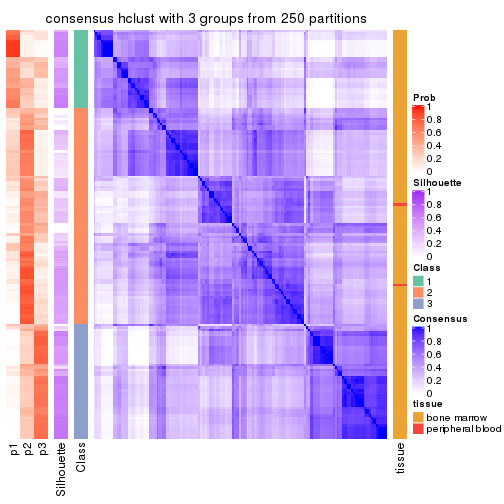 consensus hclust with 3 groups from 250 partitions
p1
p2
p3
Silhouette
Class
tissue
Prob
1
0.8
0.6
0.4
0.2
0
Silhouette
1
0.8
0.6
0.4
0.2
0
Class
1
2
3
Consensus
1
0.8
0.6
0.4
0.2
0
tissue
bone marrow
peripheral blood